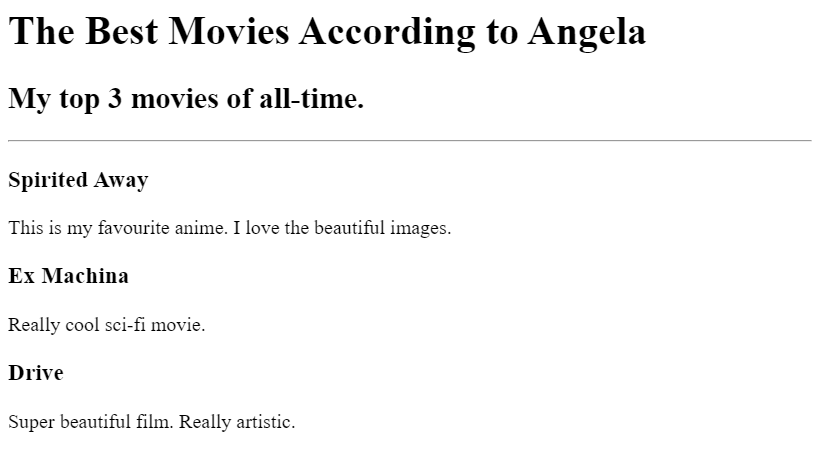 The Best Movies According to Angela
My top 3 movies of all-time.
Spirited Away
This is my favourite anime. I love the beautiful images.
Ex Machina
Really cool sci-fi movie.
Drive
Super beautiful film. Really artistic.